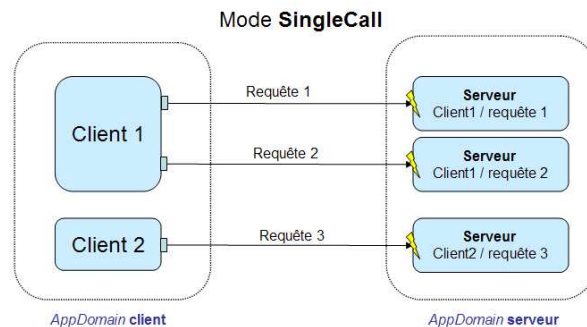 Mode SingleCall
Requête 1
Serveur
Client1 / requête 1
Client 1
Requête 2
Serveur
Client1 / requête 2
Client 2
Requête 3
Serveur
Client2 / requête 3
AppDomain client
AppDomain serveur